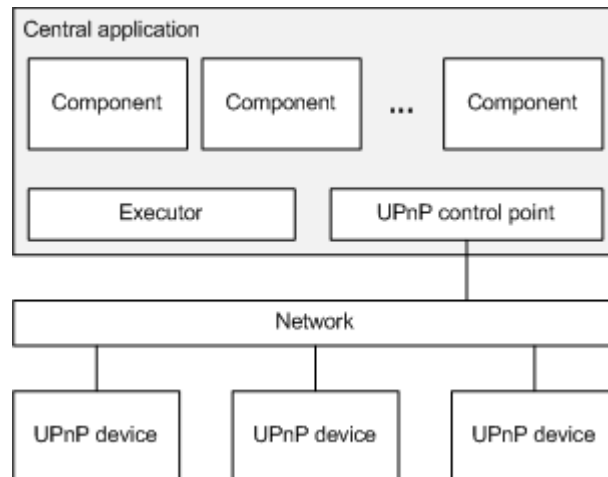 Central application
Component
Component
...
Component
Executor
UPnP control point
Network
UPnP device
UPnP device
UPnP device